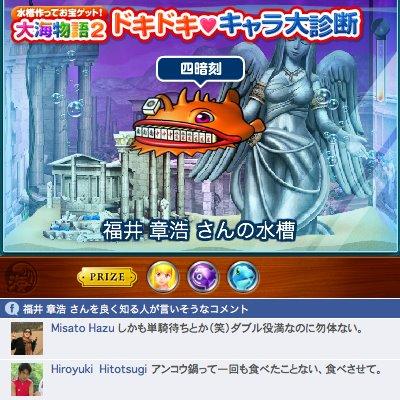 水槽作ってお宝ゲット!
大海物語2 ドキドキ♥キャラ大診断
四暗刻
福井 章浩 さんの水槽
PRIZE
福井 章浩 さんを良く知る人が言いそうなコメント
Misato Hazu しかも単騎待ちとか(笑)ダブル役満なのに勿体ない。
Hiroyuki Hitotsugi アンコウ鍋って一回も食べたことない、食べさせて。